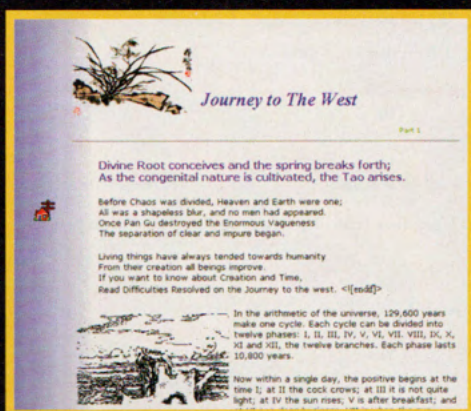 Journey to The West
Part 1
Divine Root conceives and the spring breaks forth;
As the congenital nature is cultivated, the Tao arises.
Before Chaos was divided, Heaven and Earth were one;
All was a shapeless blur, and no men had appeared.
Once Pan Gu destroyed the Enormous Vagueness
The separation of clear and impure began.
Living things have always tended towards humanity
From their creation all beings improve.
If you want to know about Creation and Time,
Read Difficulties Resolved on the Journey to the west. <![endif]>
In the arithmetic of the universe, 129,600 years
make one cycle. Each cycle can be divided into
twelve phases: I, II, III, IV, V, VI, VII. VIII, IX, X,
XI and XII, the twelve branches. Each phase lasts
10,800 years.
Now within a single day, the positive begins at the
time I; at II the cock crows; at III it is not quite
light; at IV the sun rises; V is after breakfast; and